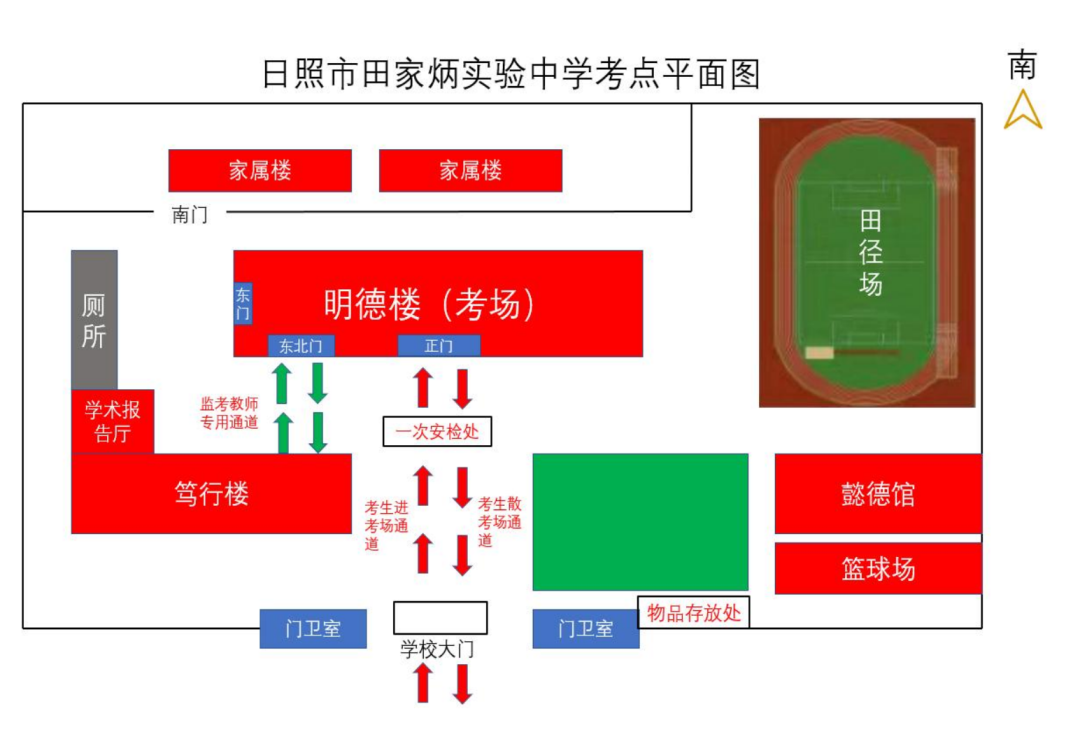 日照市田家炳实验中学考点平面图
南
家属楼
家属楼
南门
田
径
场
厕
所
东
门
明德楼（考场）
东北门
正门
监考教师
专用通道
学术报
告厅
一次安检处
笃行楼
考生进
考场通
道
考生散
考场通
道
懿德馆
篮球场
门卫室
学校大门
门卫室
物品存放处